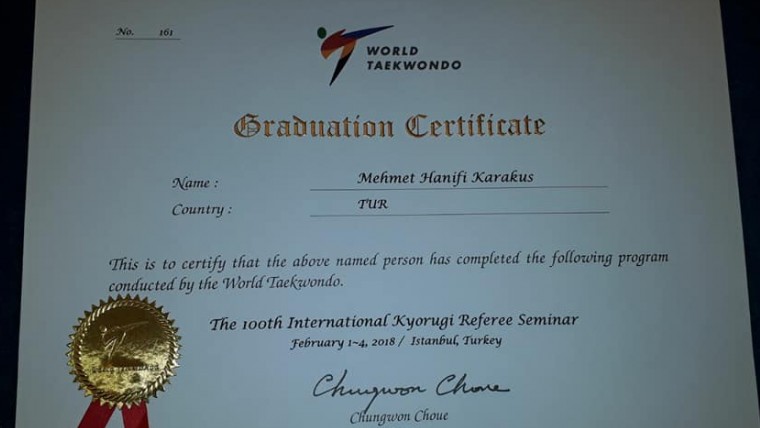 No. 161
WORLD
TAEKWONDO
Graduation Certificate
Name : Mehmet Hanifi Karakus
Country : TUR
This is to certify that the above named person has completed the following program
conducted by the World Taekwondo.
The 100th International Kyorugi Referee Seminar
February 1~4, 2018 / Istanbul, Turkey
Chungwon Choue
Chungwon Choue